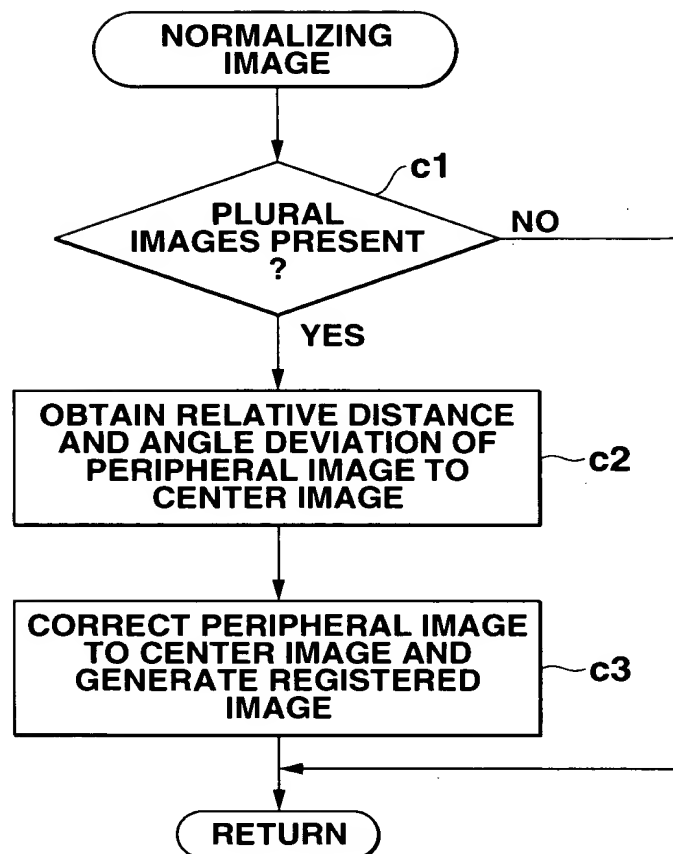 NORMALIZING
IMAGE
c1
PLURAL
IMAGES PRESENT
?
NO
YES
OBTAIN RELATIVE DISTANCE
AND ANGLE DEVIATION OF
PERIPHERAL IMAGE TO
CENTER IMAGE
c2
CORRECT PERIPHERAL IMAGE
TO CENTER IMAGE AND
GENERATE REGISTERED
IMAGE
c3
RETURN